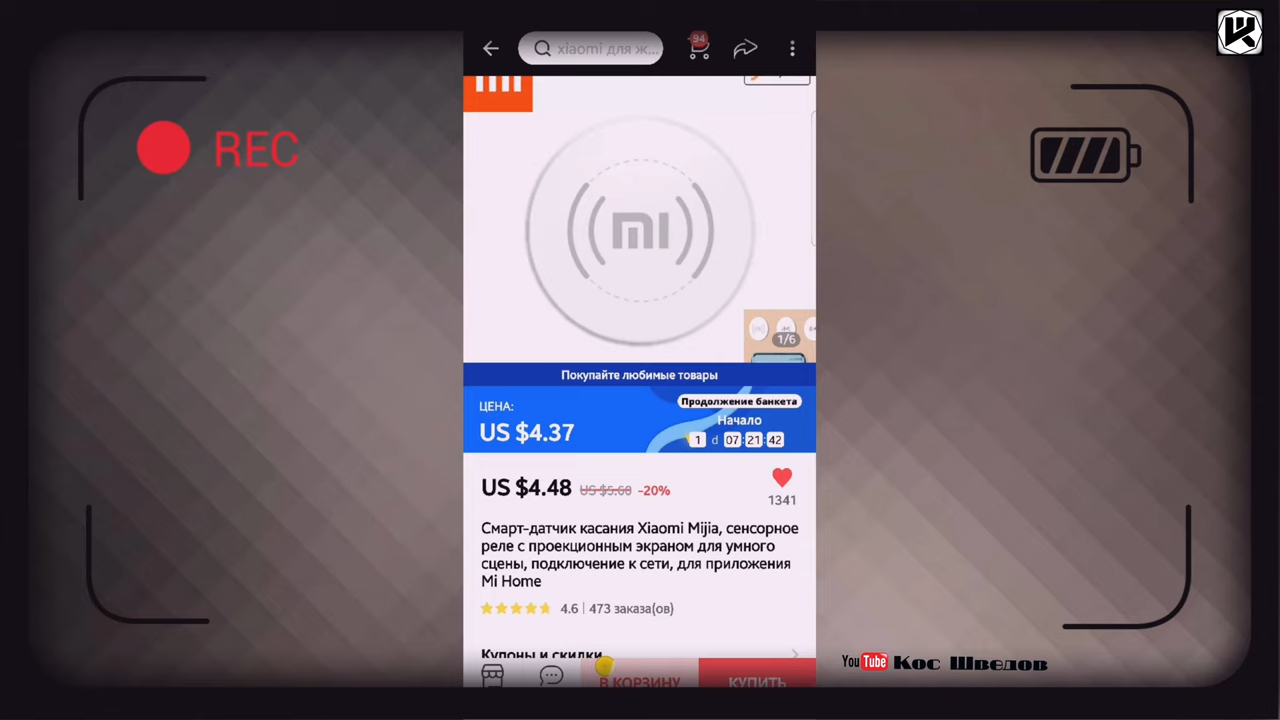 xiaomi для ж...
94
REC
mi
1/6
Покупайте любимые товары
ЦЕНА:
US $4.37
Продолжение банкета
Начало
1 d 07:21:42
US $4.48 US $5.60 -20%
1341
Смарт-датчик касания Xiaomi Mijia, сенсорное
реле с проекционным экраном для умного
сцены, подключение к сети, для приложения
Mi Home
4.6 | 473 заказа(ов)
Купоны и скидки
В КОРЗИНУ
КУПИТЬ
YouTube Кос Шведов